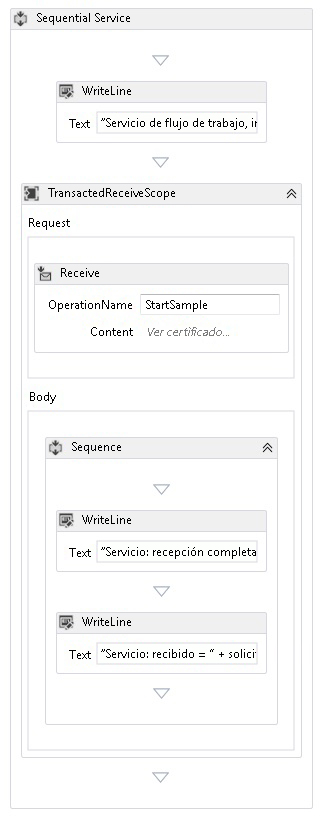 Sequential Service
WriteLine
Text "Servicio de flujo de trabajo,
TransactedReceiveScope
Request
Receive
OperationName StartSample
Content Ver certificado...
Body
Sequence
WriteLine
Text "Servicio: recepción completa
WriteLine
Text "Servicio: recibido = “ + solici